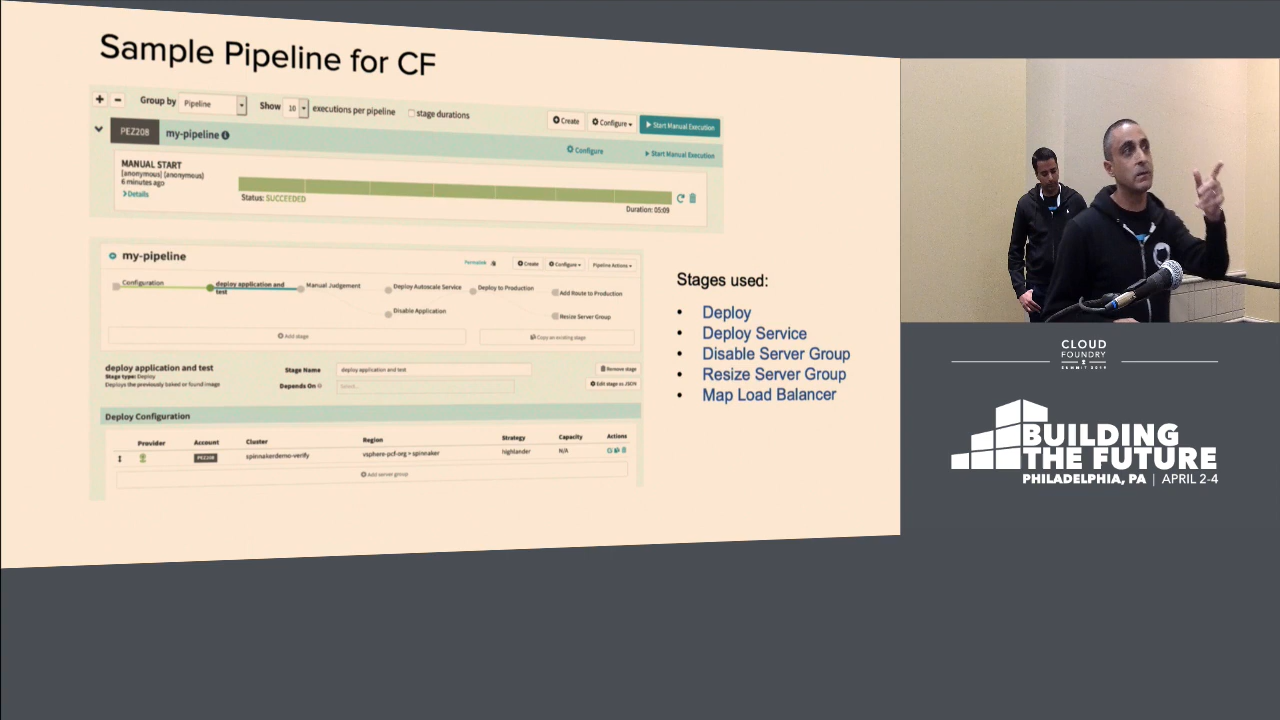 Sample Pipeline for CF
Group by Pipeline Show 10 executions per pipeline stage durations Create Configure Start Manual Execution
PEZ208 my-pipeline Configure Start Manual Execution
MANUAL START
[anonymous] (anonymous)
6 minutes ago
Details
Status: SUCCEEDED
Duration: 05:09
my-pipeline Permalink Create Configure Pipeline Actions
Configuration deploy application and test Manual Judgement Deploy Autoscale Service Deploy to Production Add Route to Production
Disable Application Resize Server Group
Add stage Copy an existing stage
deploy application and test
Stage type: Deploy
Deploys the previously baked or found image
Stage Name deploy application and test Remove stage
Depends On Select... Edit stage as JSON
Deploy Configuration
Provider Account Cluster Region Strategy Capacity Actions
PEZ208 spinnakerdemo-verify vsphere-pcf-org > spinnaker highlander N/A
Add server group
Stages used:
• Deploy
• Deploy Service
• Disable Server Group
• Resize Server Group
• Map Load Balancer
CLOUD
FOUNDRY
SUMMIT 2019
BUILDING
THE FUTURE
PHILADELPHIA, PA | APRIL 2-4